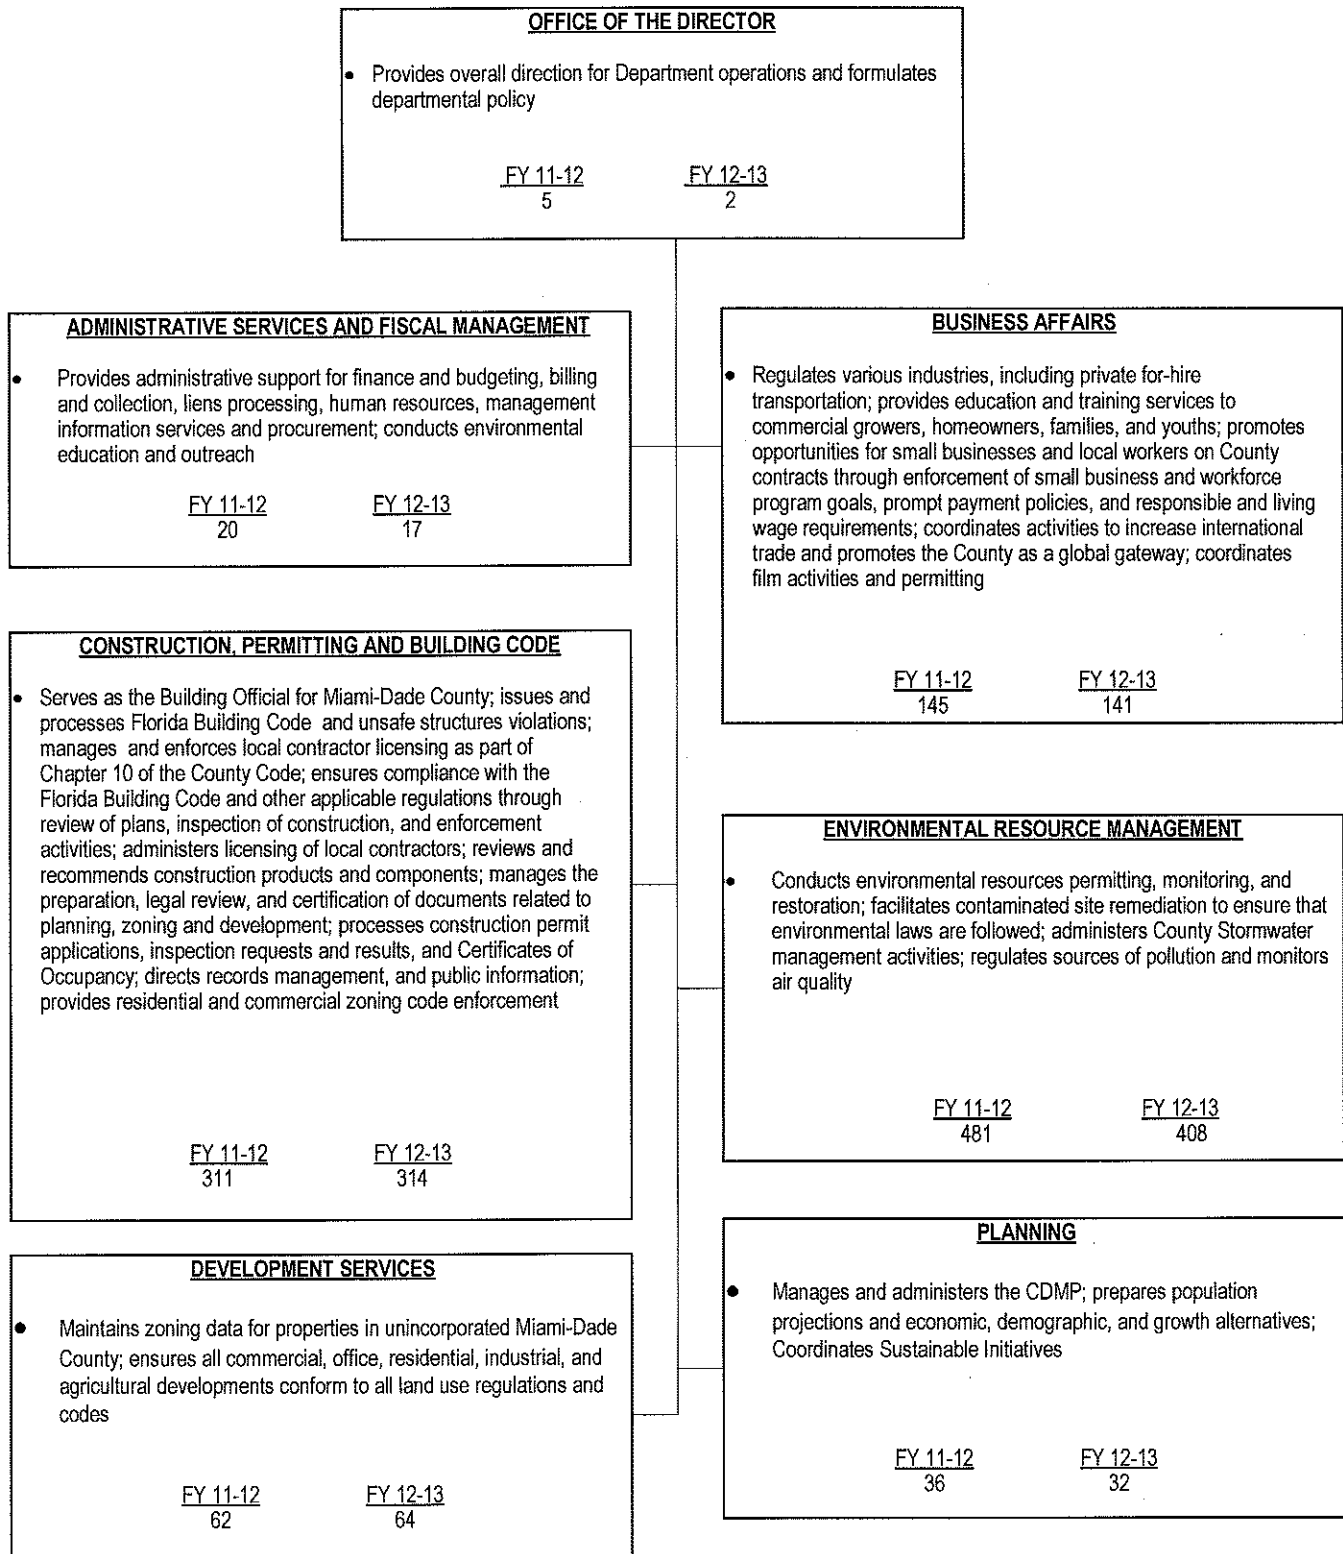 OFFICE OF THE DIRECTOR
• Provides overall direction for Department operations and formulates
departmental policy
FY 11-12 FY 12-13
5 2
ADMINISTRATIVE SERVICES AND FISCAL MANAGEMENT
• Provides administrative support for finance and budgeting, billing
and collection, liens processing, human resources, management
information services and procurement; conducts environmental
education and outreach
FY 11-12 FY 12-13
20 17
BUSINESS AFFAIRS
• Regulates various industries, including private for-hire
transportation; provides education and training services to
commercial growers, homeowners, families, and youths; promotes
opportunities for small businesses and local workers on County
contracts through enforcement of small business and workforce
program goals, prompt payment policies, and responsible and living
wage requirements; coordinates activities to increase international
trade and promotes the County as a global gateway; coordinates
film activities and permitting
FY 11-12 FY 12-13
145 141
CONSTRUCTION, PERMITTING AND BUILDING CODE
• Serves as the Building Official for Miami-Dade County; issues and
processes Florida Building Code and unsafe structures violations;
manages and enforces local contractor licensing as part of
Chapter 10 of the County Code; ensures compliance with the
Florida Building Code and other applicable regulations through
review of plans, inspection of construction, and enforcement
activities; administers licensing of local contractors; reviews and
recommends construction products and components; manages the
preparation, legal review, and certification of documents related to
planning, zoning and development; processes construction permit
applications, inspection requests and results, and Certificates of
Occupancy; directs records management, and public information;
provides residential and commercial zoning code enforcement
FY 11-12 FY 12-13
311 314
ENVIRONMENTAL RESOURCE MANAGEMENT
• Conducts environmental resources permitting, monitoring, and
restoration; facilitates contaminated site remediation to ensure that
environmental laws are followed; administers County Stormwater
management activities; regulates sources of pollution and monitors
air quality
FY 11-12 FY 12-13
481 408
DEVELOPMENT SERVICES
• Maintains zoning data for properties in unincorporated Miami-Dade
County; ensures all commercial, office, residential, industrial, and
agricultural developments conform to all land use regulations and
codes
FY 11-12 FY 12-13
62 64
PLANNING
• Manages and administers the CDMP; prepares population
projections and economic, demographic, and growth alternatives;
Coordinates Sustainable Initiatives
FY 11-12 FY 12-13
36 32